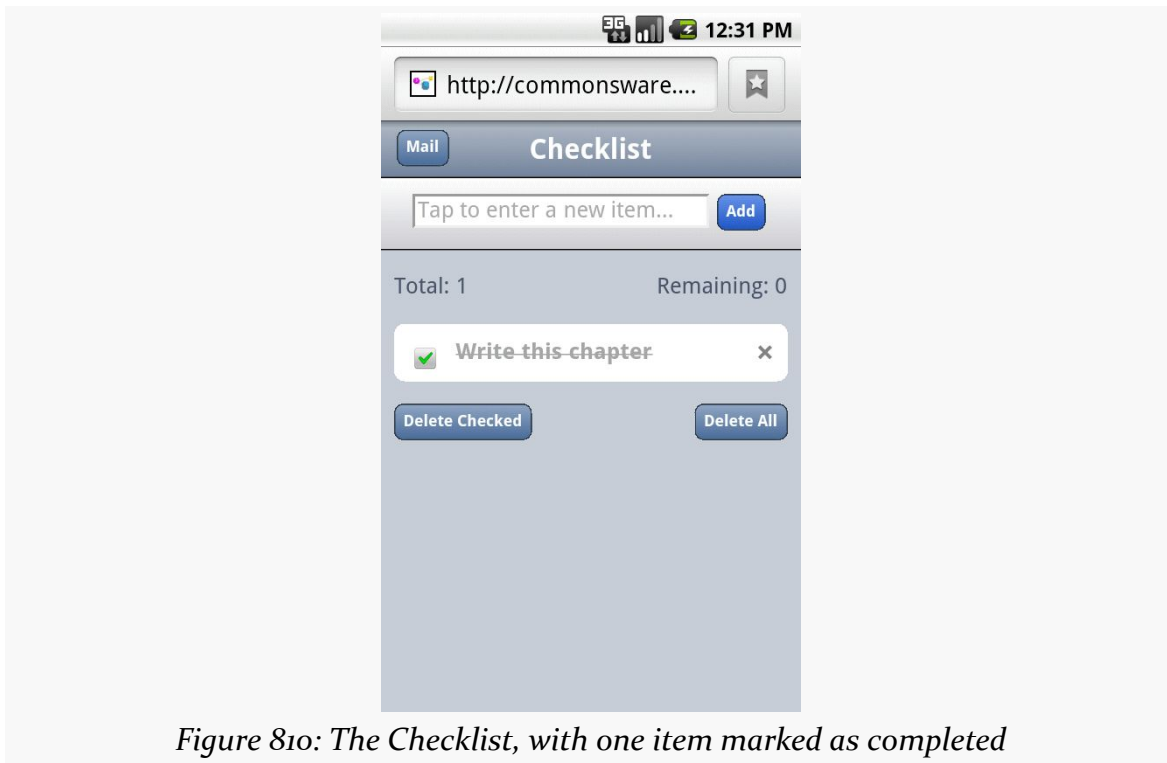 3G 12:31 PM
http://commonsware....
Mail Checklist
Tap to enter a new item... Add
Total: 1 Remaining: 0
Write this chapter ×
Delete Checked Delete All
Figure 810: The Checklist, with one item marked as completed